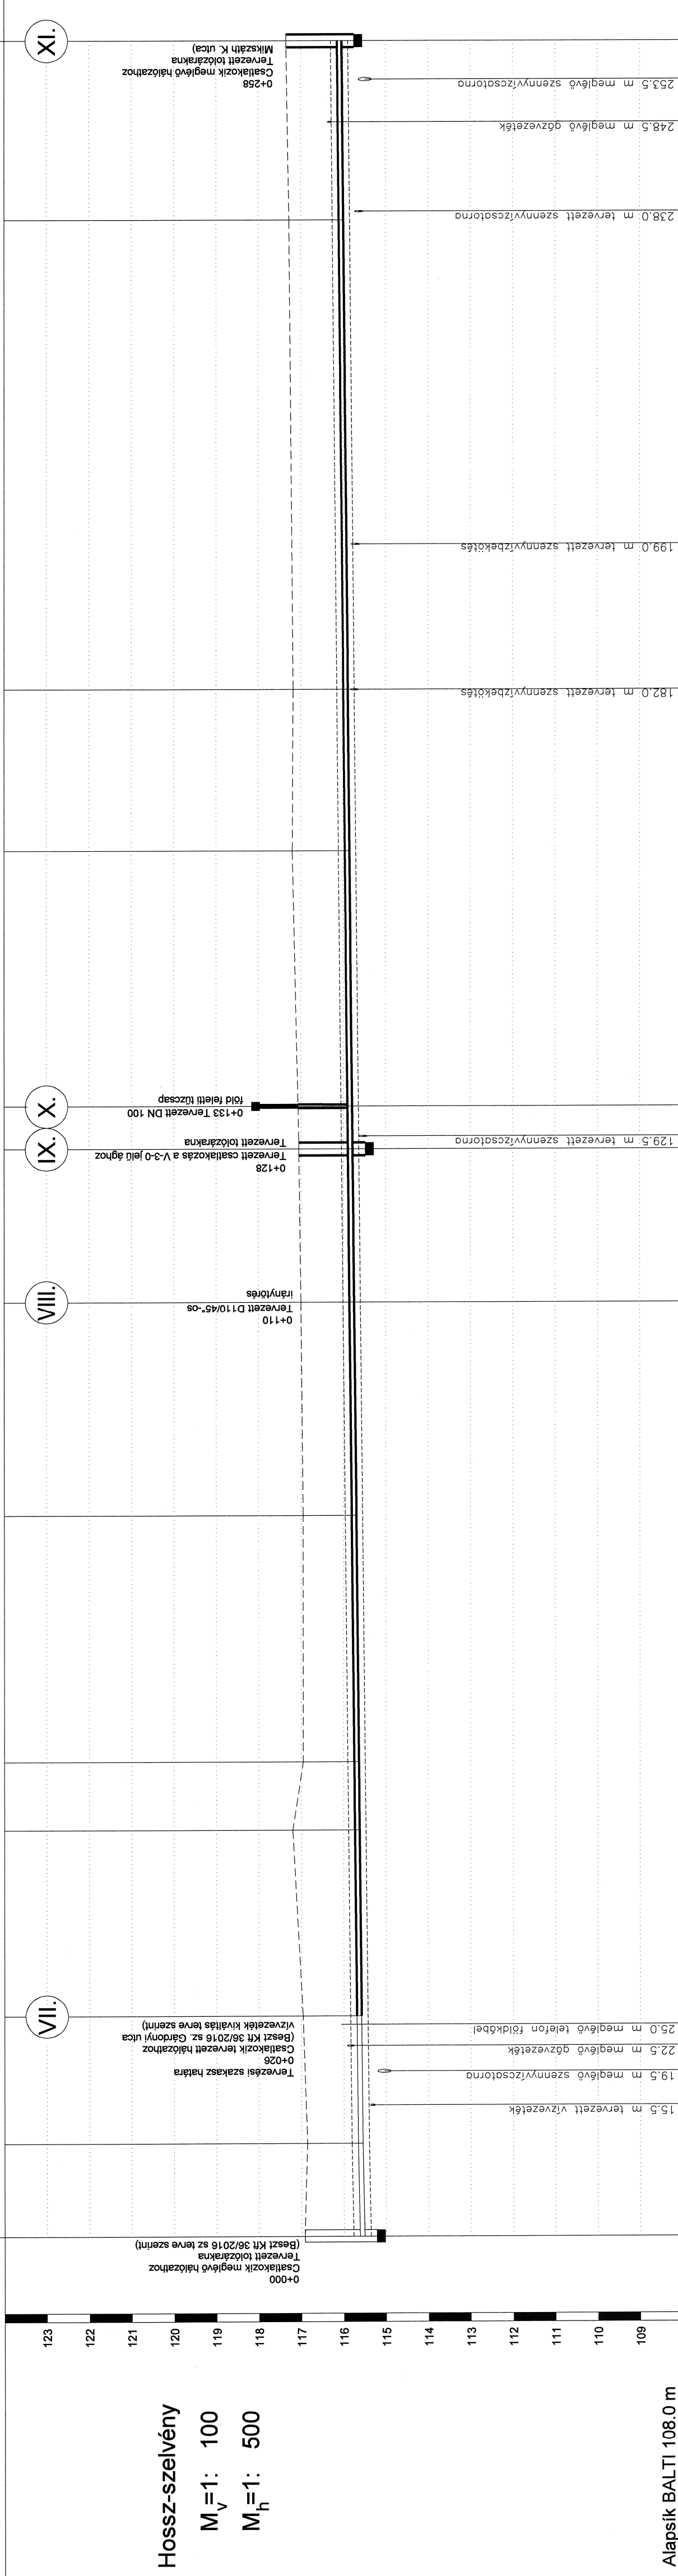 Hossz-szelvény
Mv=1: 100
Mh=1: 500
Alapsík BALTI 108.0 m
123
122
121
120
119
118
117
116
115
114
113
112
111
110
109
0+000
Csatlakozik meglévő hálózathoz
Tervezett tolózárakna
(Beszt Kft 36/2016 sz terve szerint)
15.5 m tervezett vízvezeték
19.5 m meglévő szennyvízcsatorna
22.5 m meglévő gázvezeték
25.0 m meglévő telefon földkábel
VII.
Tervezési szakasz határa
0+026
Csatlakozik tervezett hálózathoz
(Beszt Kft 36/2016 sz. Gárdonyi utca
vízvezeték kiváltás terve szerint)
VIII.
0+110
Tervezett D110/45°-os
iránytörés
IX.
0+128
Tervezett csatlakozás a V-3-0 jelű ághoz
Tervezett tolózárakna
129.5 m tervezett szennyvízcsatorna
X.
0+133 Tervezett DN 100
föld feletti tűzcsap
182.0 m tervezett szennyvízbekötés
199.0 m tervezett szennyvízbekötés
238.0 m tervezett szennyvízcsatorna
248.5 m meglévő gázvezeték
253.5 m meglévő szennyvízcsatorna
XI.
0+258
Csatlakozik meglévő hálózathoz
Tervezett tolózárakna
Mikszáth K. utca)